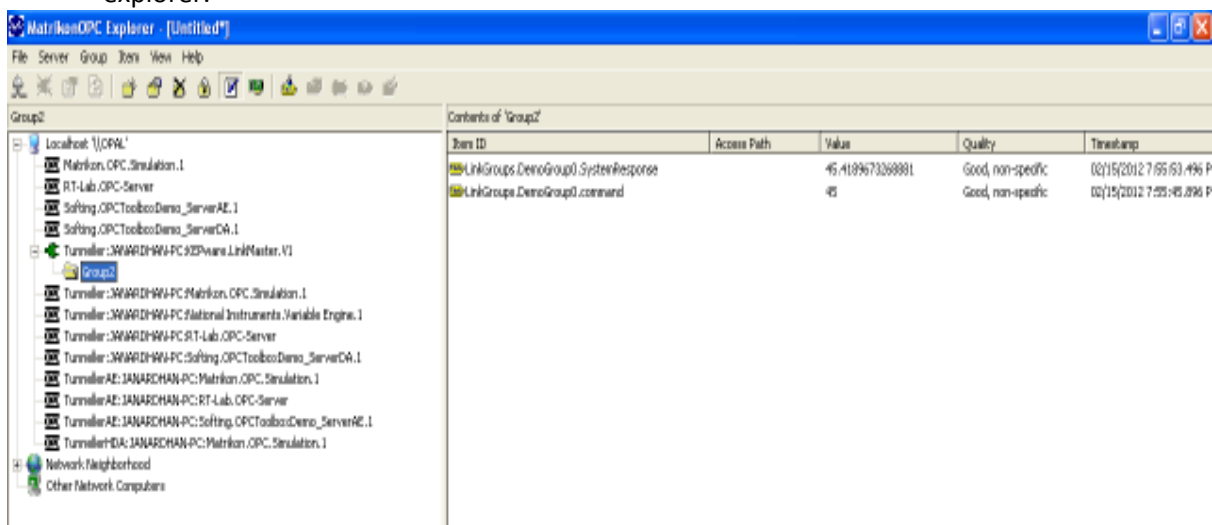 explorer.
MatrikonOPC Explorer - [Untitled*]
File Server Group Item View Help
Group2
Contents of 'Group2'
Localhost '\\OPAL'
Matrikon.OPC.Simulation.1
RT-Lab.OPC-Server
Softing.OPCToolboxDemo_ServerAE.1
Softing.OPCToolboxDemo_ServerDA.1
Tunneller:JANARDHAN-PC:KEPware.LinkMaster.V1
Group2
Tunneller:JANARDHAN-PC:Matrikon.OPC.Simulation.1
Tunneller:JANARDHAN-PC:National Instruments.Variable Engine.1
Tunneller:JANARDHAN-PC:RT-Lab.OPC-Server
Tunneller:JANARDHAN-PC:Softing.OPCToolboxDemo_ServerDA.1
TunnellerAE:JANARDHAN-PC:Matrikon.OPC.Simulation.1
TunnellerAE:JANARDHAN-PC:RT-Lab.OPC-Server
TunnellerAE:JANARDHAN-PC:Softing.OPCToolboxDemo_ServerAE.1
TunnellerHDA:JANARDHAN-PC:Matrikon.OPC.Simulation.1
Network Neighborhood
Other Network Computers
Item ID Access Path Value Quality Timestamp
LinkGroups.DemoGroup0.SystemResponse 45.4189673268881 Good, non-specific 02/15/2012 7:55:53.496 P
LinkGroups.DemoGroup0.command 45 Good, non-specific 02/15/2012 7:55:45.896 P